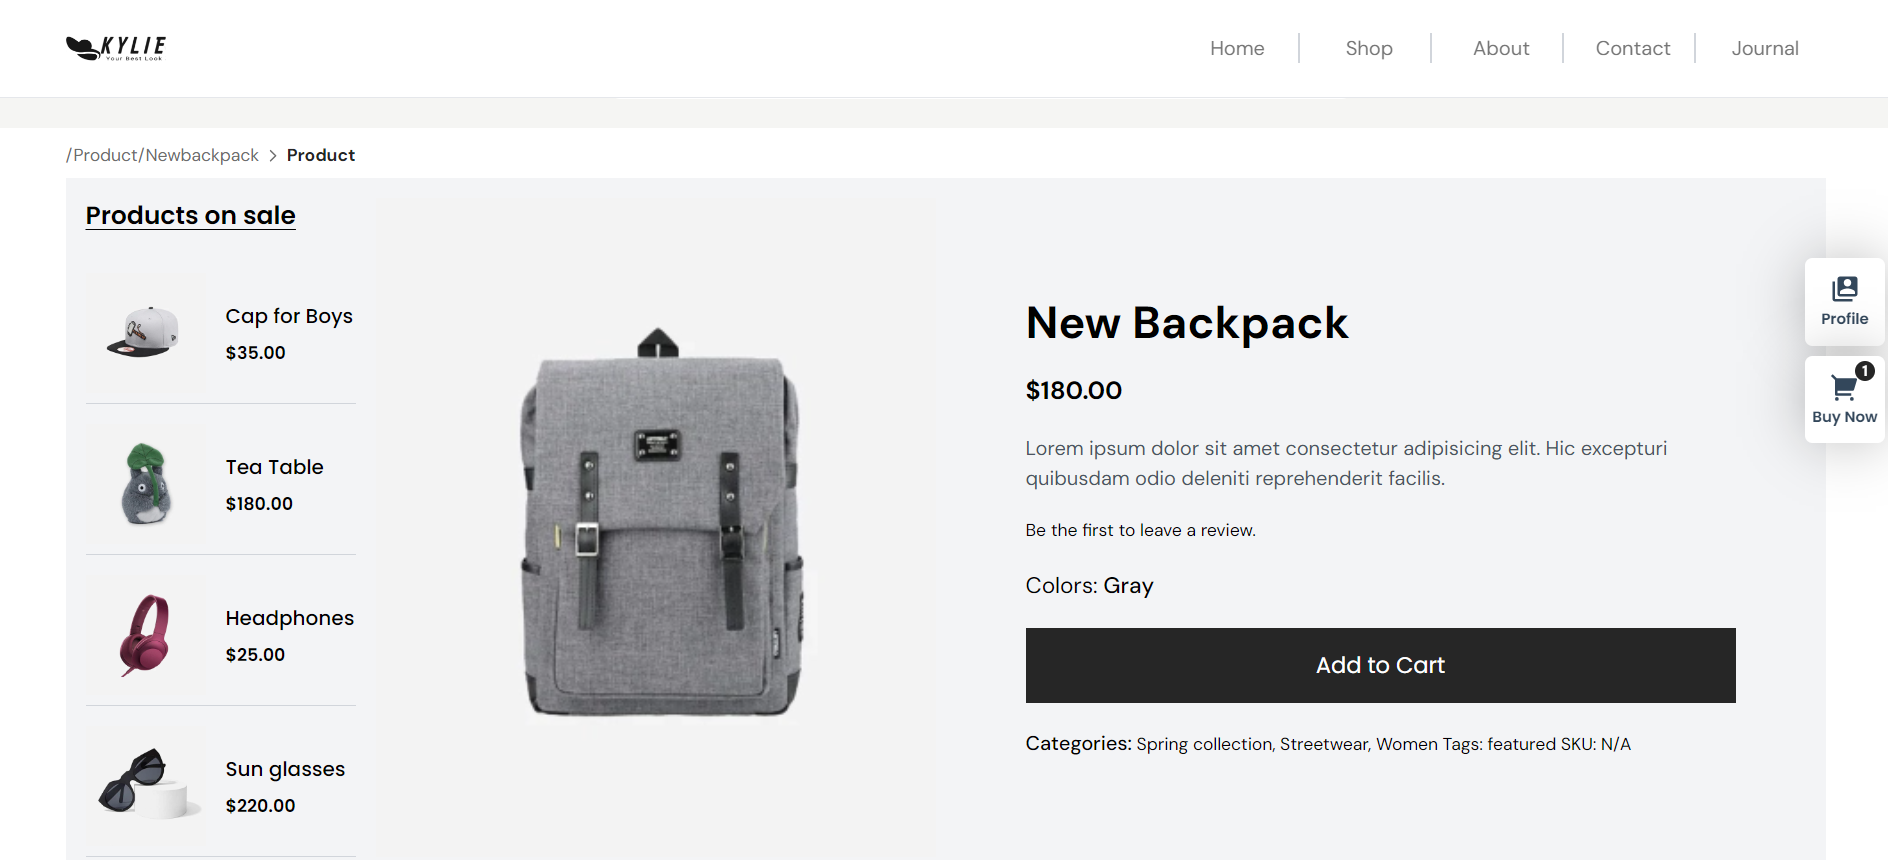 KYLIE
Your Best Look
Home
Shop
About
Contact
Journal
/Product/Newbackpack > Product
Products on sale
Cap for Boys
$35.00
Tea Table
$180.00
Headphones
$25.00
Sun glasses
$220.00
New Backpack
$180.00
Lorem ipsum dolor sit amet consectetur adipisicing elit. Hic excepturi
quibusdam odio deleniti reprehenderit facilis.
Be the first to leave a review.
Colors: Gray
Add to Cart
Categories: Spring collection, Streetwear, Women Tags: featured SKU: N/A
Profile
1
Buy Now